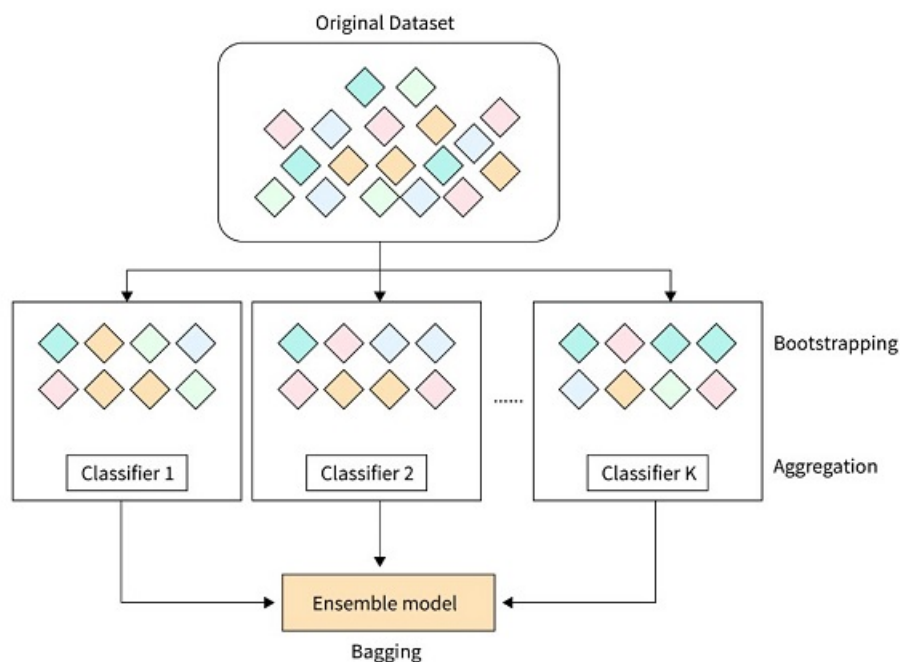 Original Dataset
Bootstrapping
......
Classifier 1
Classifier 2
Classifier K
Aggregation
Ensemble model
Bagging